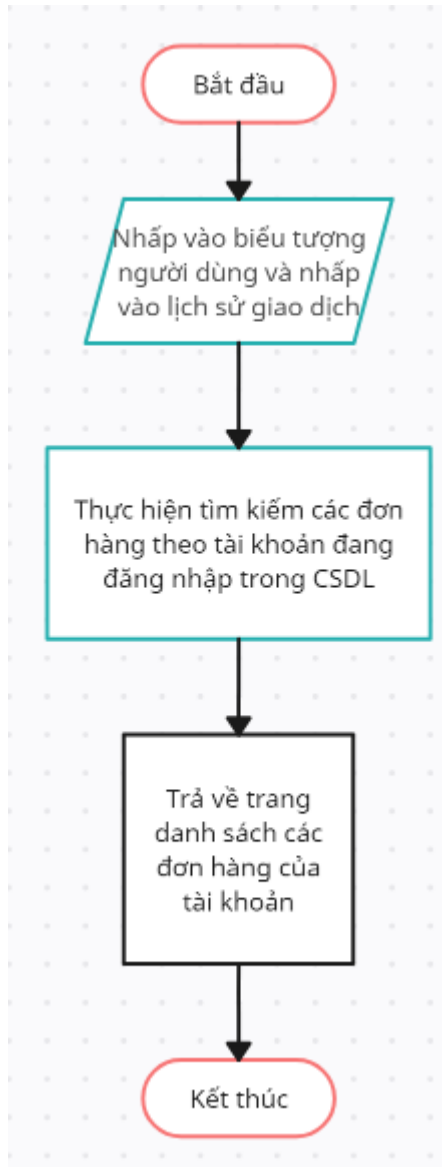 Bắt đầu
Nhấp vào biểu tượng
người dùng và nhấp
vào lịch sử giao dịch
Thực hiện tìm kiếm các đơn
hàng theo tài khoản đang
đăng nhập trong CSDL
Trả về trang
danh sách các
đơn hàng của
tài khoản
Kết thúc